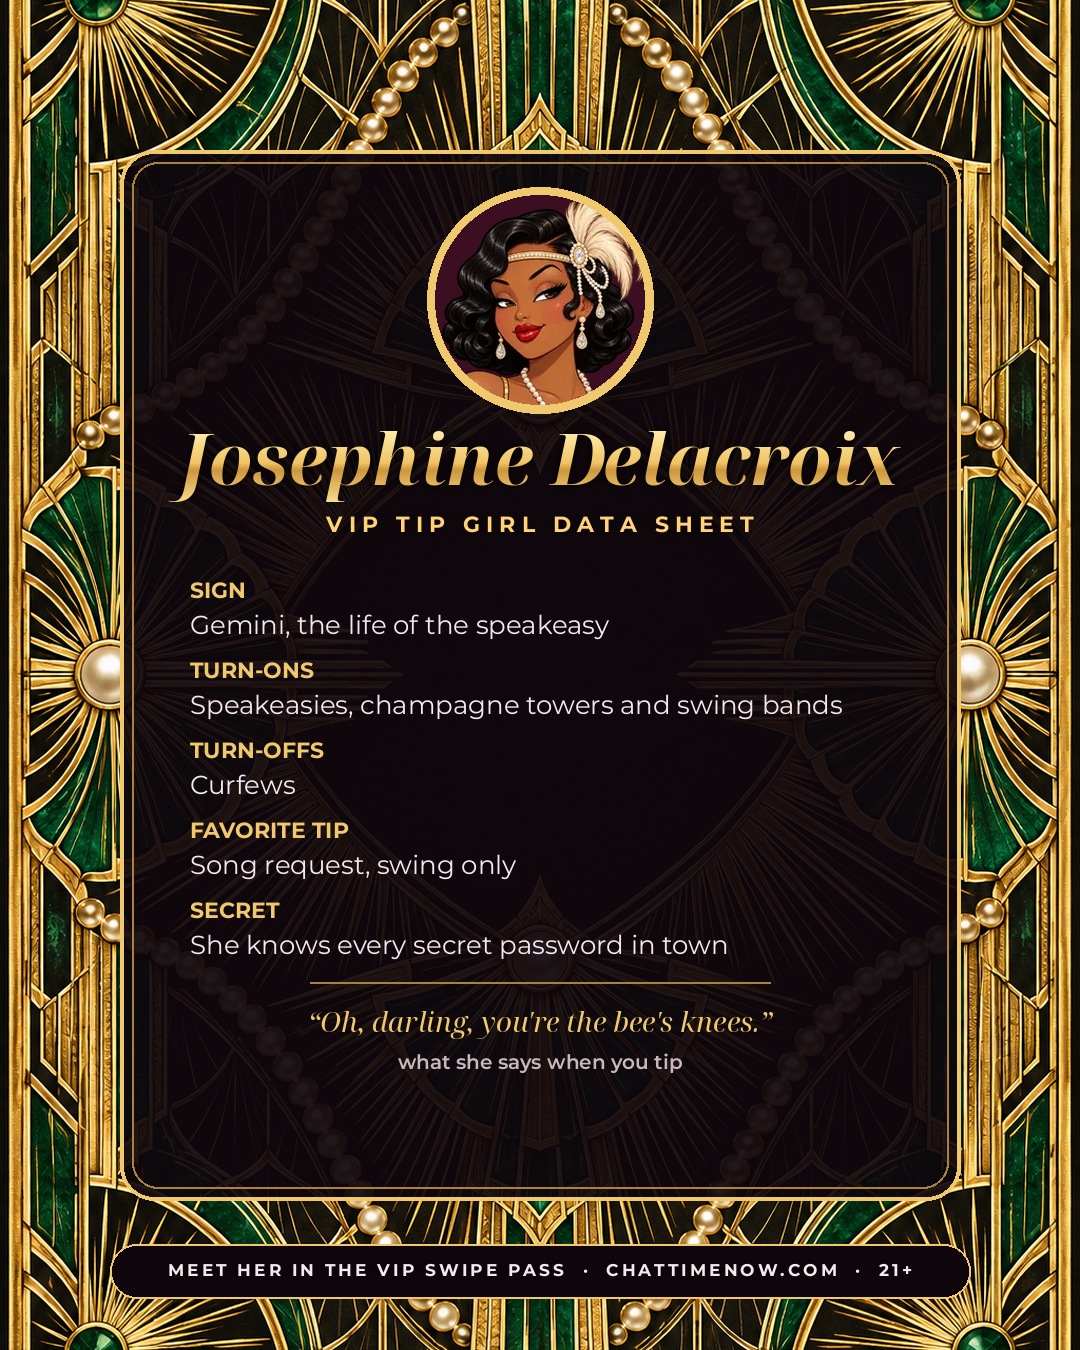 Josephine Delacroix
VIP TIP GIRL DATA SHEET
SIGN
Gemini, the life of the speakeasy
TURN-ONS
Speakeasies, champagne towers and swing bands
TURN-OFFS
Curfews
FAVORITE TIP
Song request, swing only
SECRET
She knows every secret password in town
“Oh, darling, you're the bee's knees.”
what she says when you tip
MEET HER IN THE VIP SWIPE PASS · CHATTIMENOW.COM · 21+